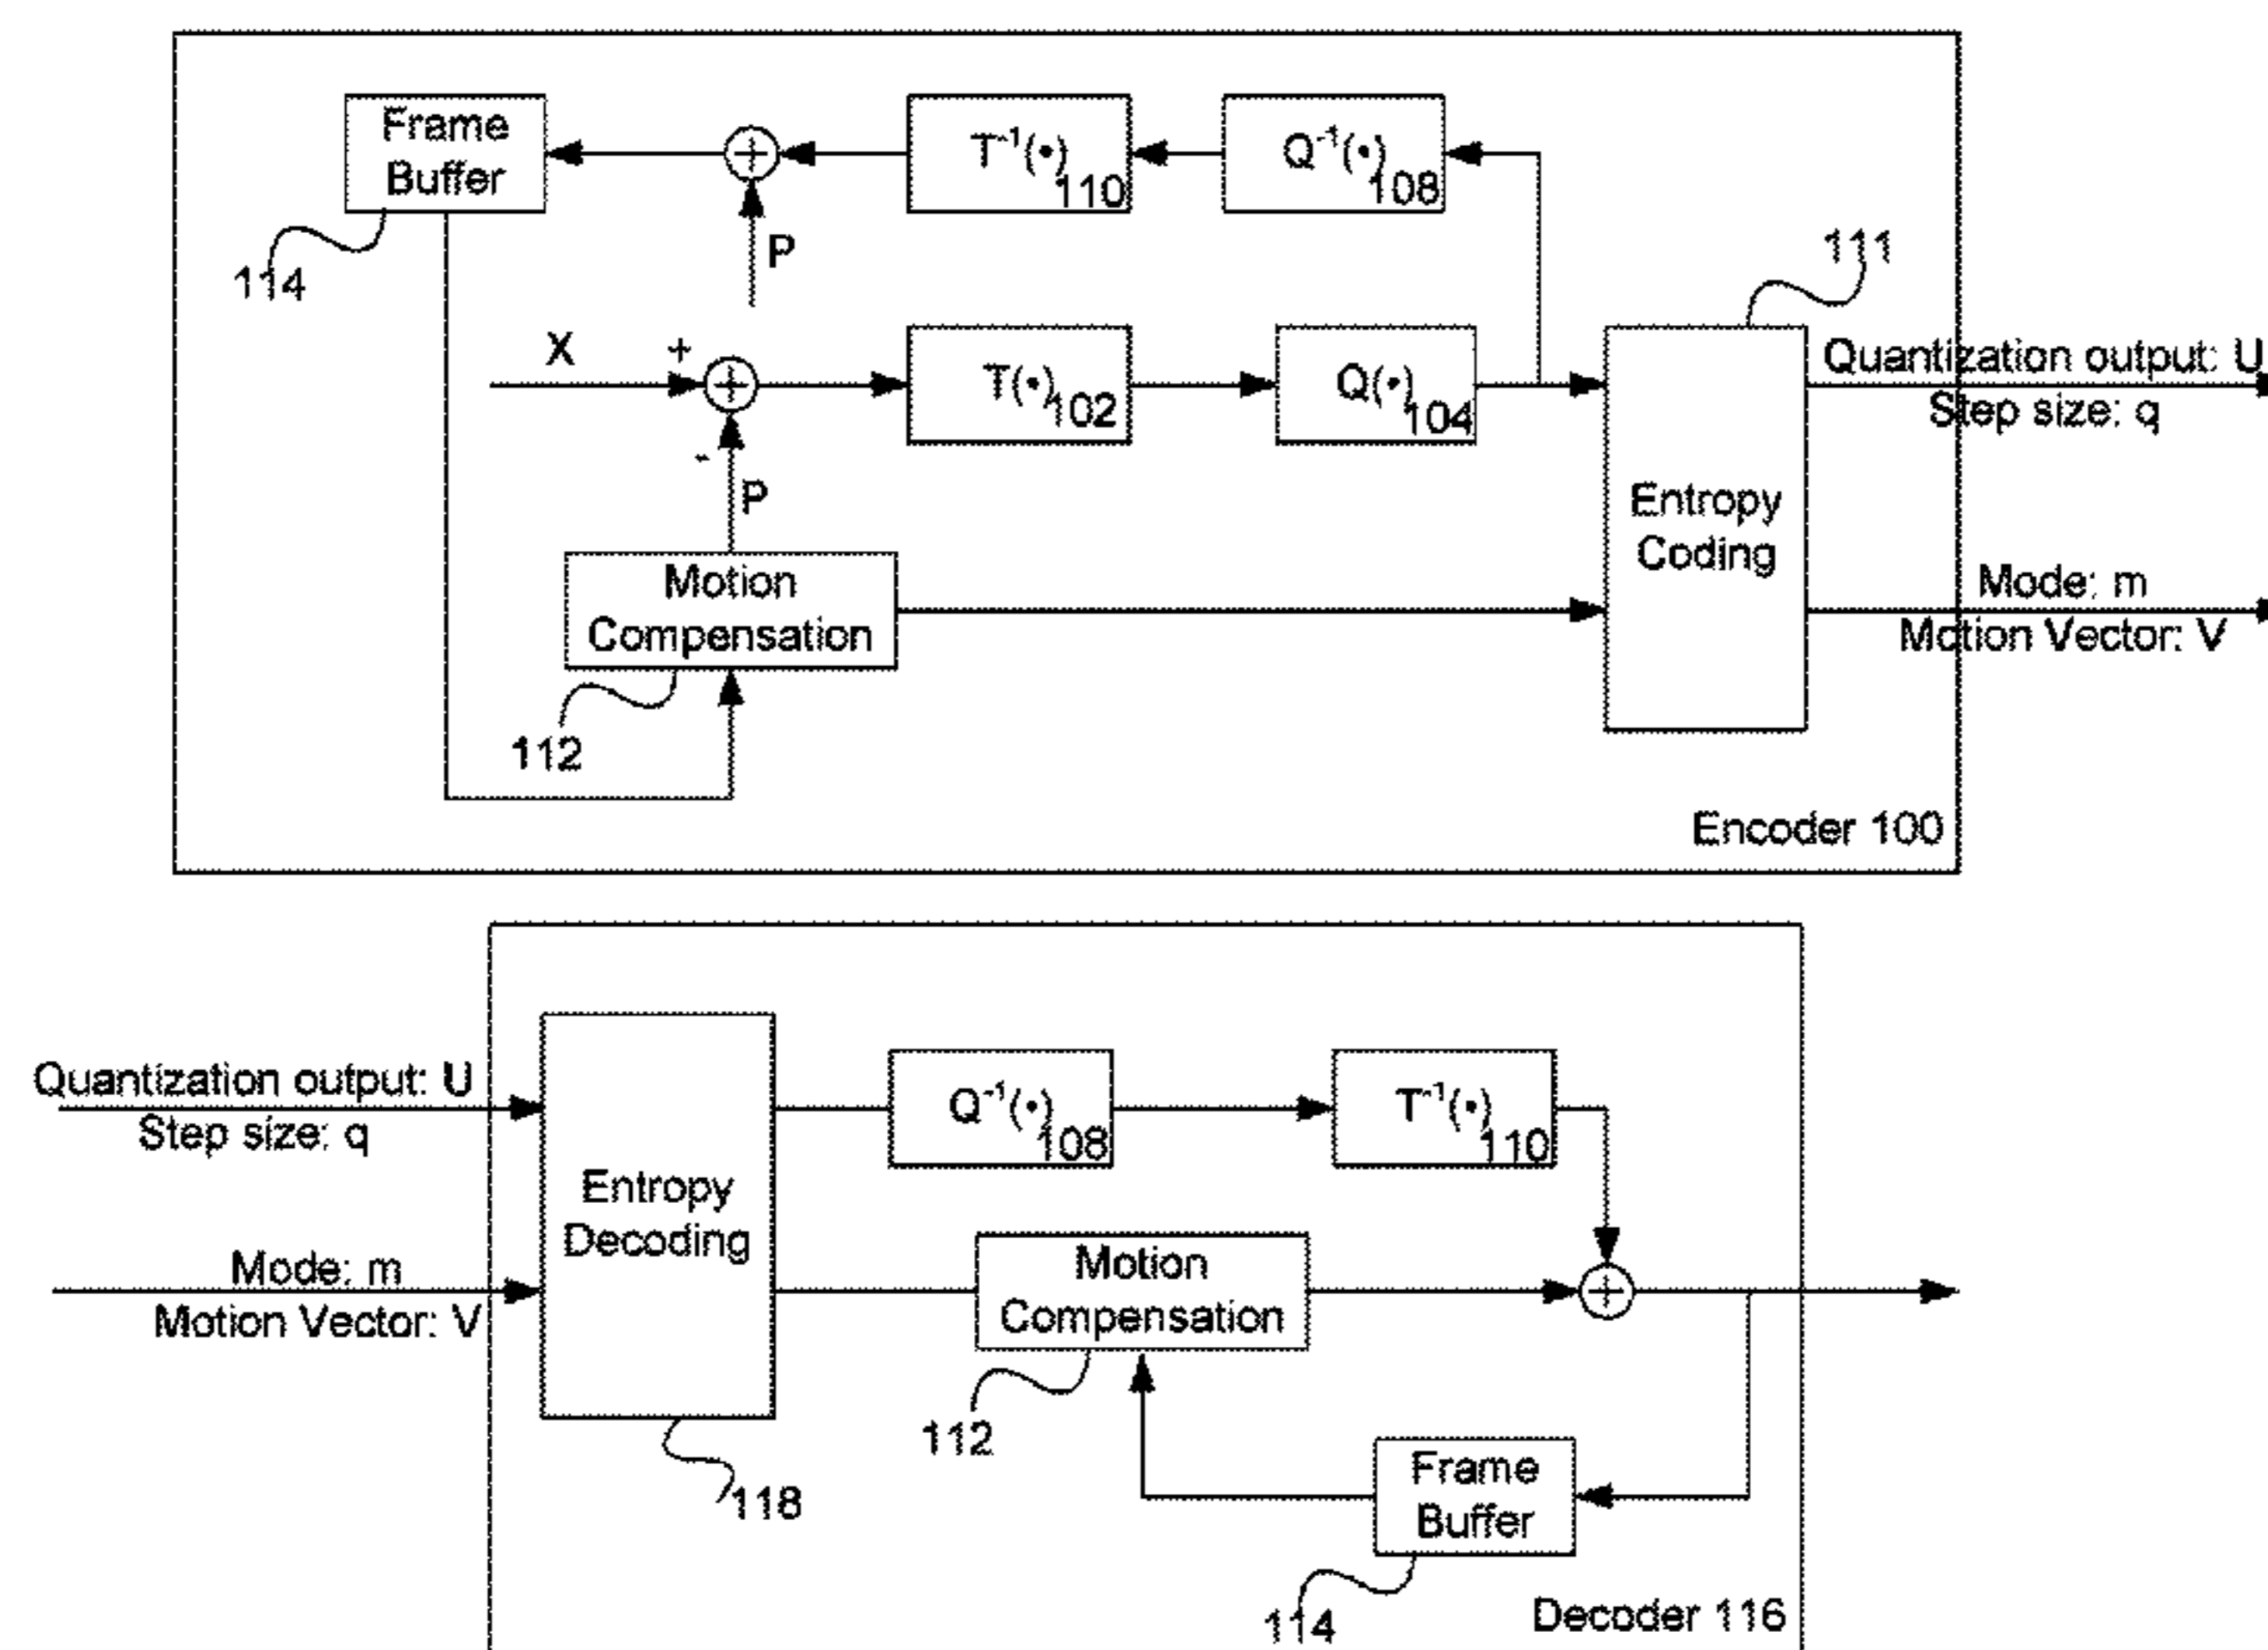 Frame
Buffer
T⁻¹(•)
110
Q⁻¹(•)
108
114
P
111
X
+
T(•)
102
Q(•)
104
Quantization output: U
Step size: q
-
P
Entropy
Coding
Motion
Compensation
Mode: m
Motion Vector: V
112
Encoder 100
Quantization output: U
Step size: q
Q⁻¹(•)
108
T⁻¹(•)
110
Entropy
Decoding
Mode: m
Motion Vector: V
Motion
Compensation
112
118
Frame
Buffer
114
Decoder 116